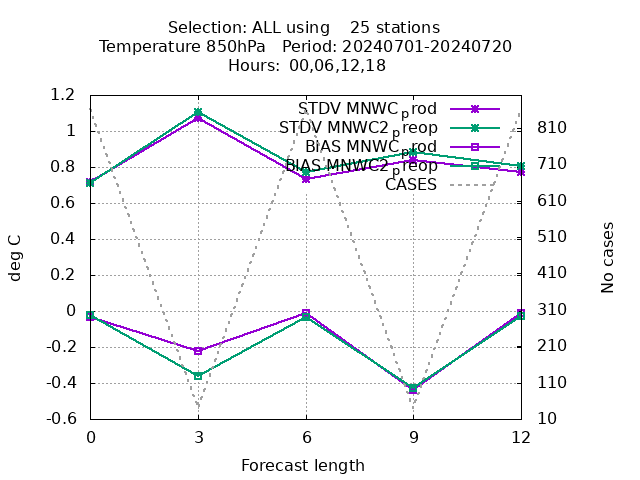 Selection: ALL using 25 stations
Temperature 850hPa Period: 20240701-20240720
Hours: 00,06,12,18
STDV MNWC_prod
STDV MNWC2_preop
BIAS MNWC_prod
BIAS MNWC2_preop
CASES
1.2
1
0.8
0.6
0.4
0.2
0
-0.2
-0.4
-0.6
deg C
810
710
610
510
410
310
210
110
10
No cases
0 3 6 9 12
Forecast length